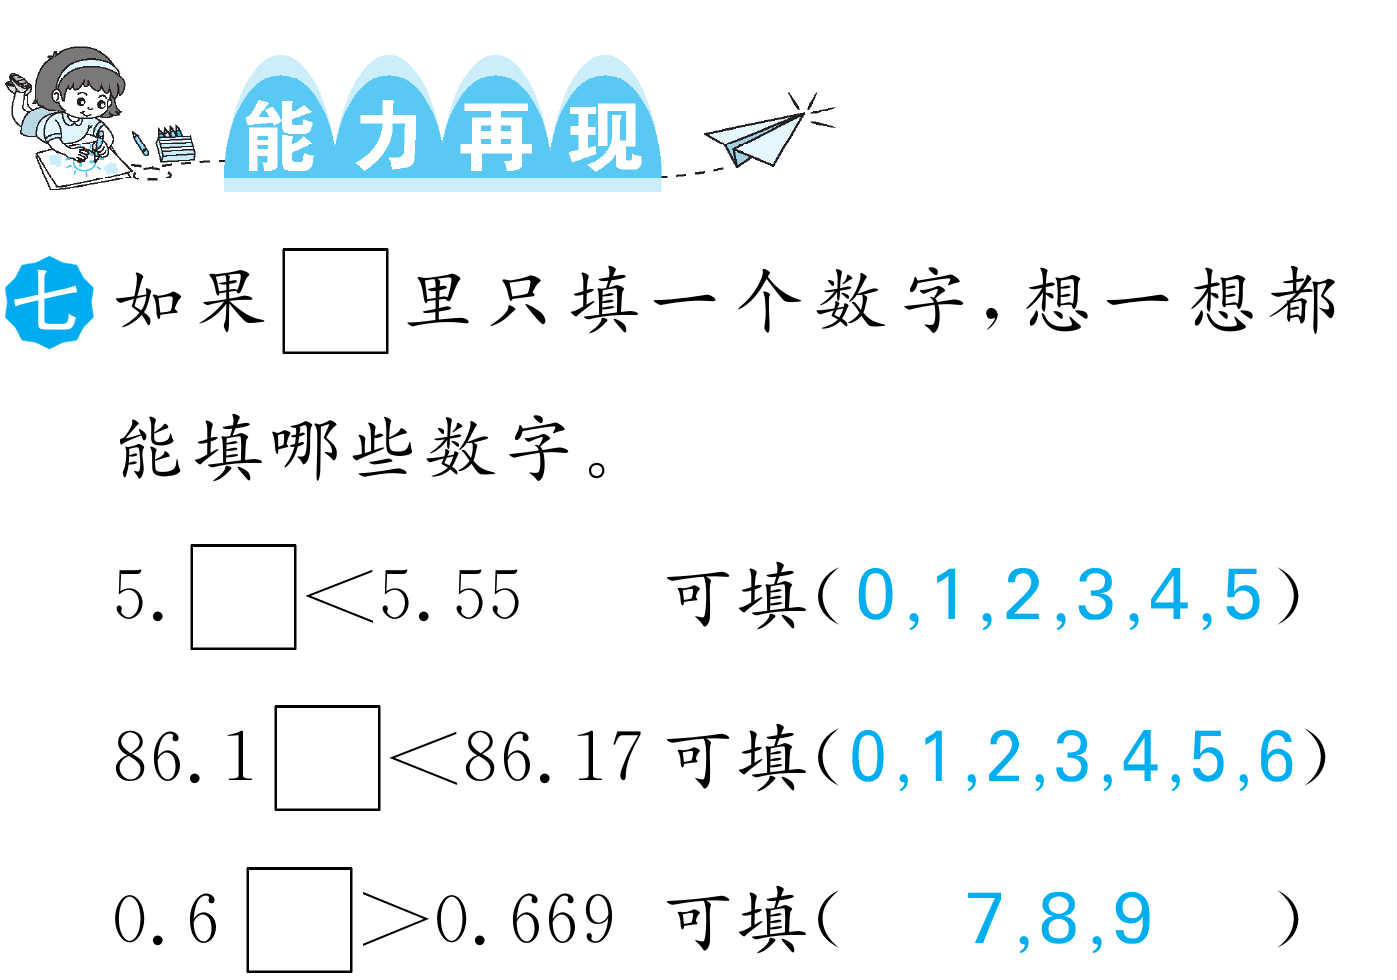 能力再现
七 如果□里只填一个数字,想一想都
能填哪些数字。
5.□<5.55 可填(0,1,2,3,4,5)
86.1□<86.17 可填(0,1,2,3,4,5,6)
0.6□>0.669 可填(7,8,9)